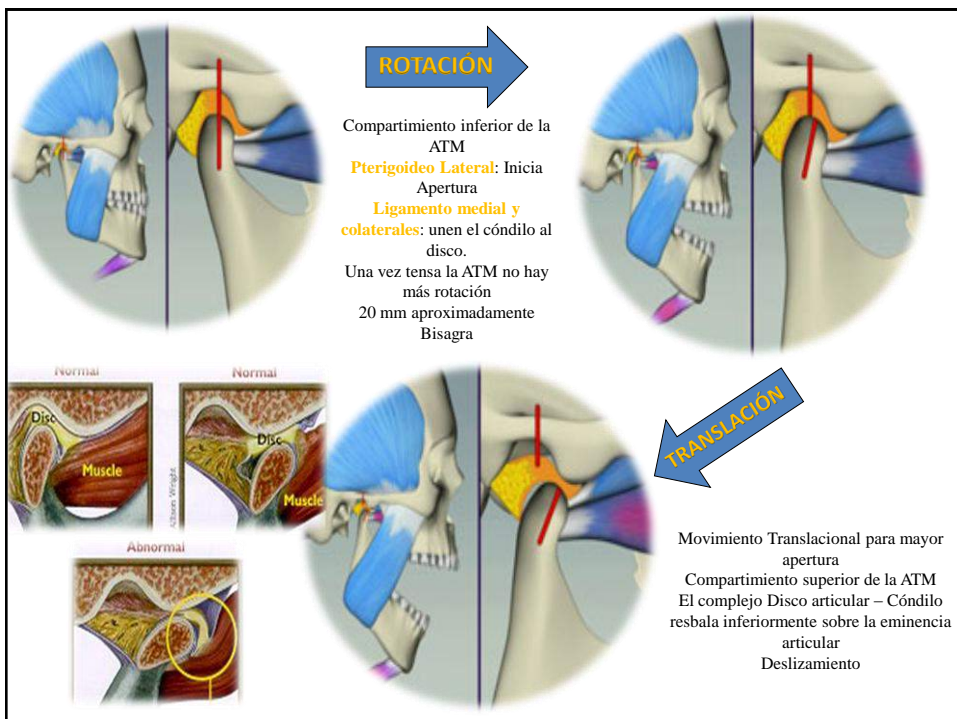 ROTACIÓN
Compartimiento inferior de la
ATM
Pterigoideo Lateral: Inicia
Apertura
Ligamento medial y
colaterales: unen el cóndilo al
disco.
Una vez tensa la ATM no hay
más rotación
20 mm aproximadamente
Bisagra
TRANSLACIÓN
Normal
Normal
Disc
Muscle
Disc
Muscle
Alison Wright
Abnormal
Movimiento Translacional para mayor
apertura
Compartimiento superior de la ATM
El complejo Disco articular – Cóndilo
resbala inferiormente sobre la eminencia
articular
Deslizamiento